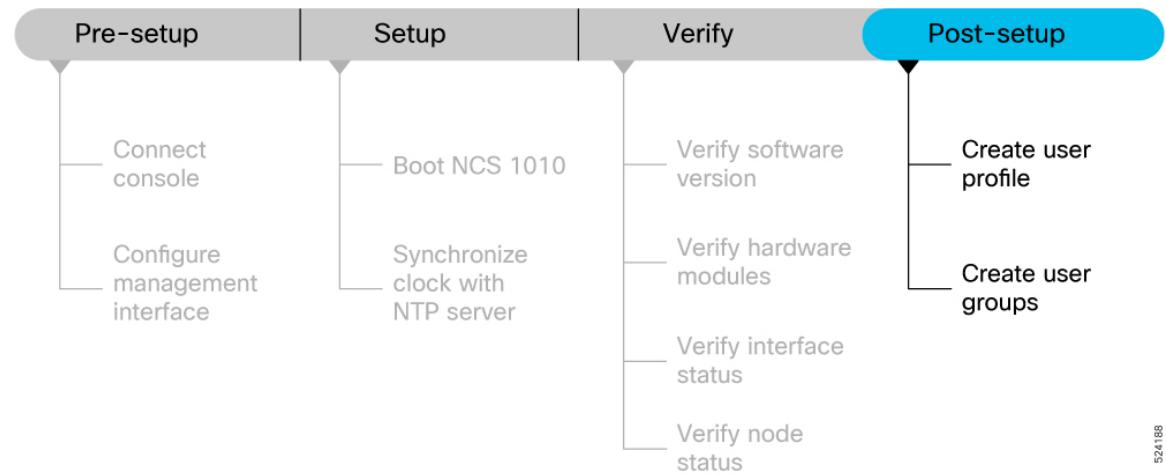 Pre-setup
Setup
Verify
Post-setup
Connect
console
Configure
management
interface
Boot NCS 1010
Synchronize
clock with
NTP server
Verify software
version
Verify hardware
modules
Verify interface
status
Verify node
status
Create user
profile
Create user
groups
524188